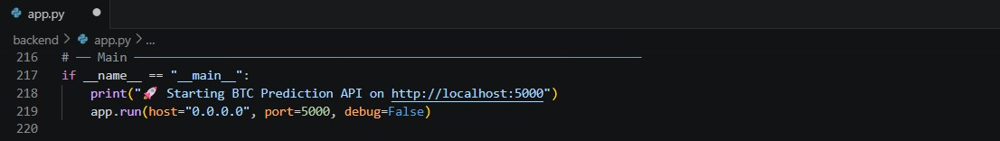 app.py
backend > app.py > ...
216 # —— Main ————————————————————————————————————————
217 if __name__ == "__main__":
218     print("🚀 Starting BTC Prediction API on http://localhost:5000")
219     app.run(host="0.0.0.0", port=5000, debug=False)
220